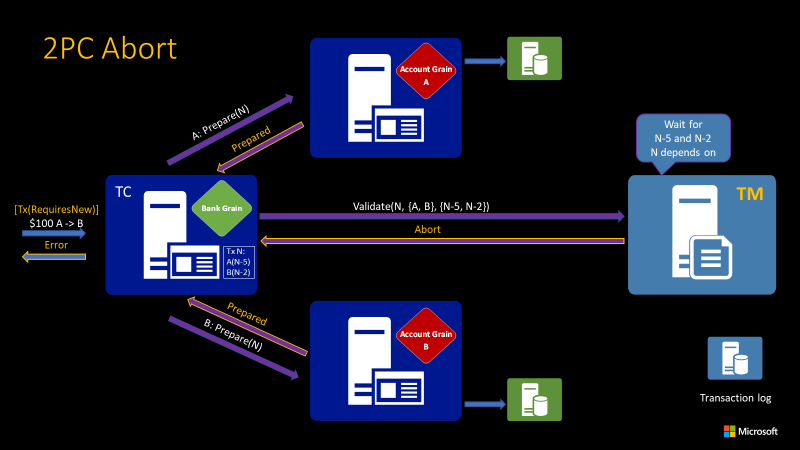 2PC Abort
Account Grain
A
A: Prepare(N)
Prepared
Wait for
N-5 and N-2
N depends on
TC
TM
Bank Grain
[Tx(RequiresNew)]
$100 A -> B
Error
Validate(N, {A, B}, {N-5, N-2})
Abort
Tx N:
A(N-5)
B(N-2)
Prepared
B: Prepare(N)
Account Grain
B
Transaction log
Microsoft